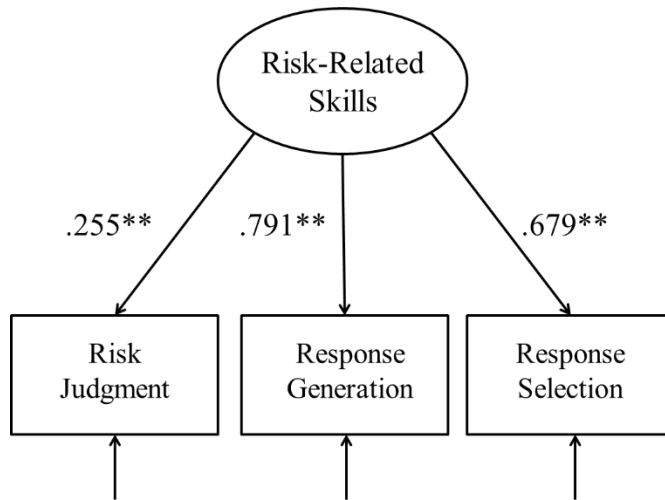 Risk-Related
Skills
.255**
.791**
.679**
Risk
Judgment
Response
Generation
Response
Selection